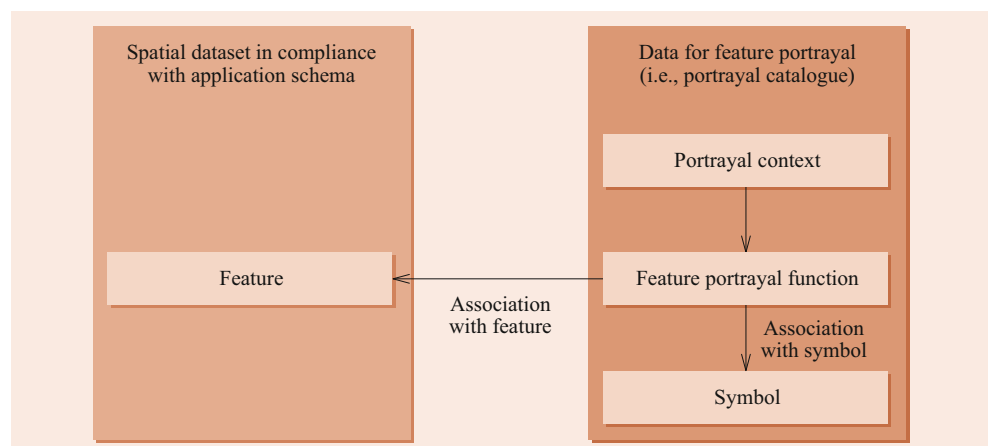 Spatial dataset in compliance
with application schema
Data for feature portrayal
(i.e., portrayal catalogue)
Portrayal context
Feature
Feature portrayal function
Association
with feature
Association
with symbol
Symbol